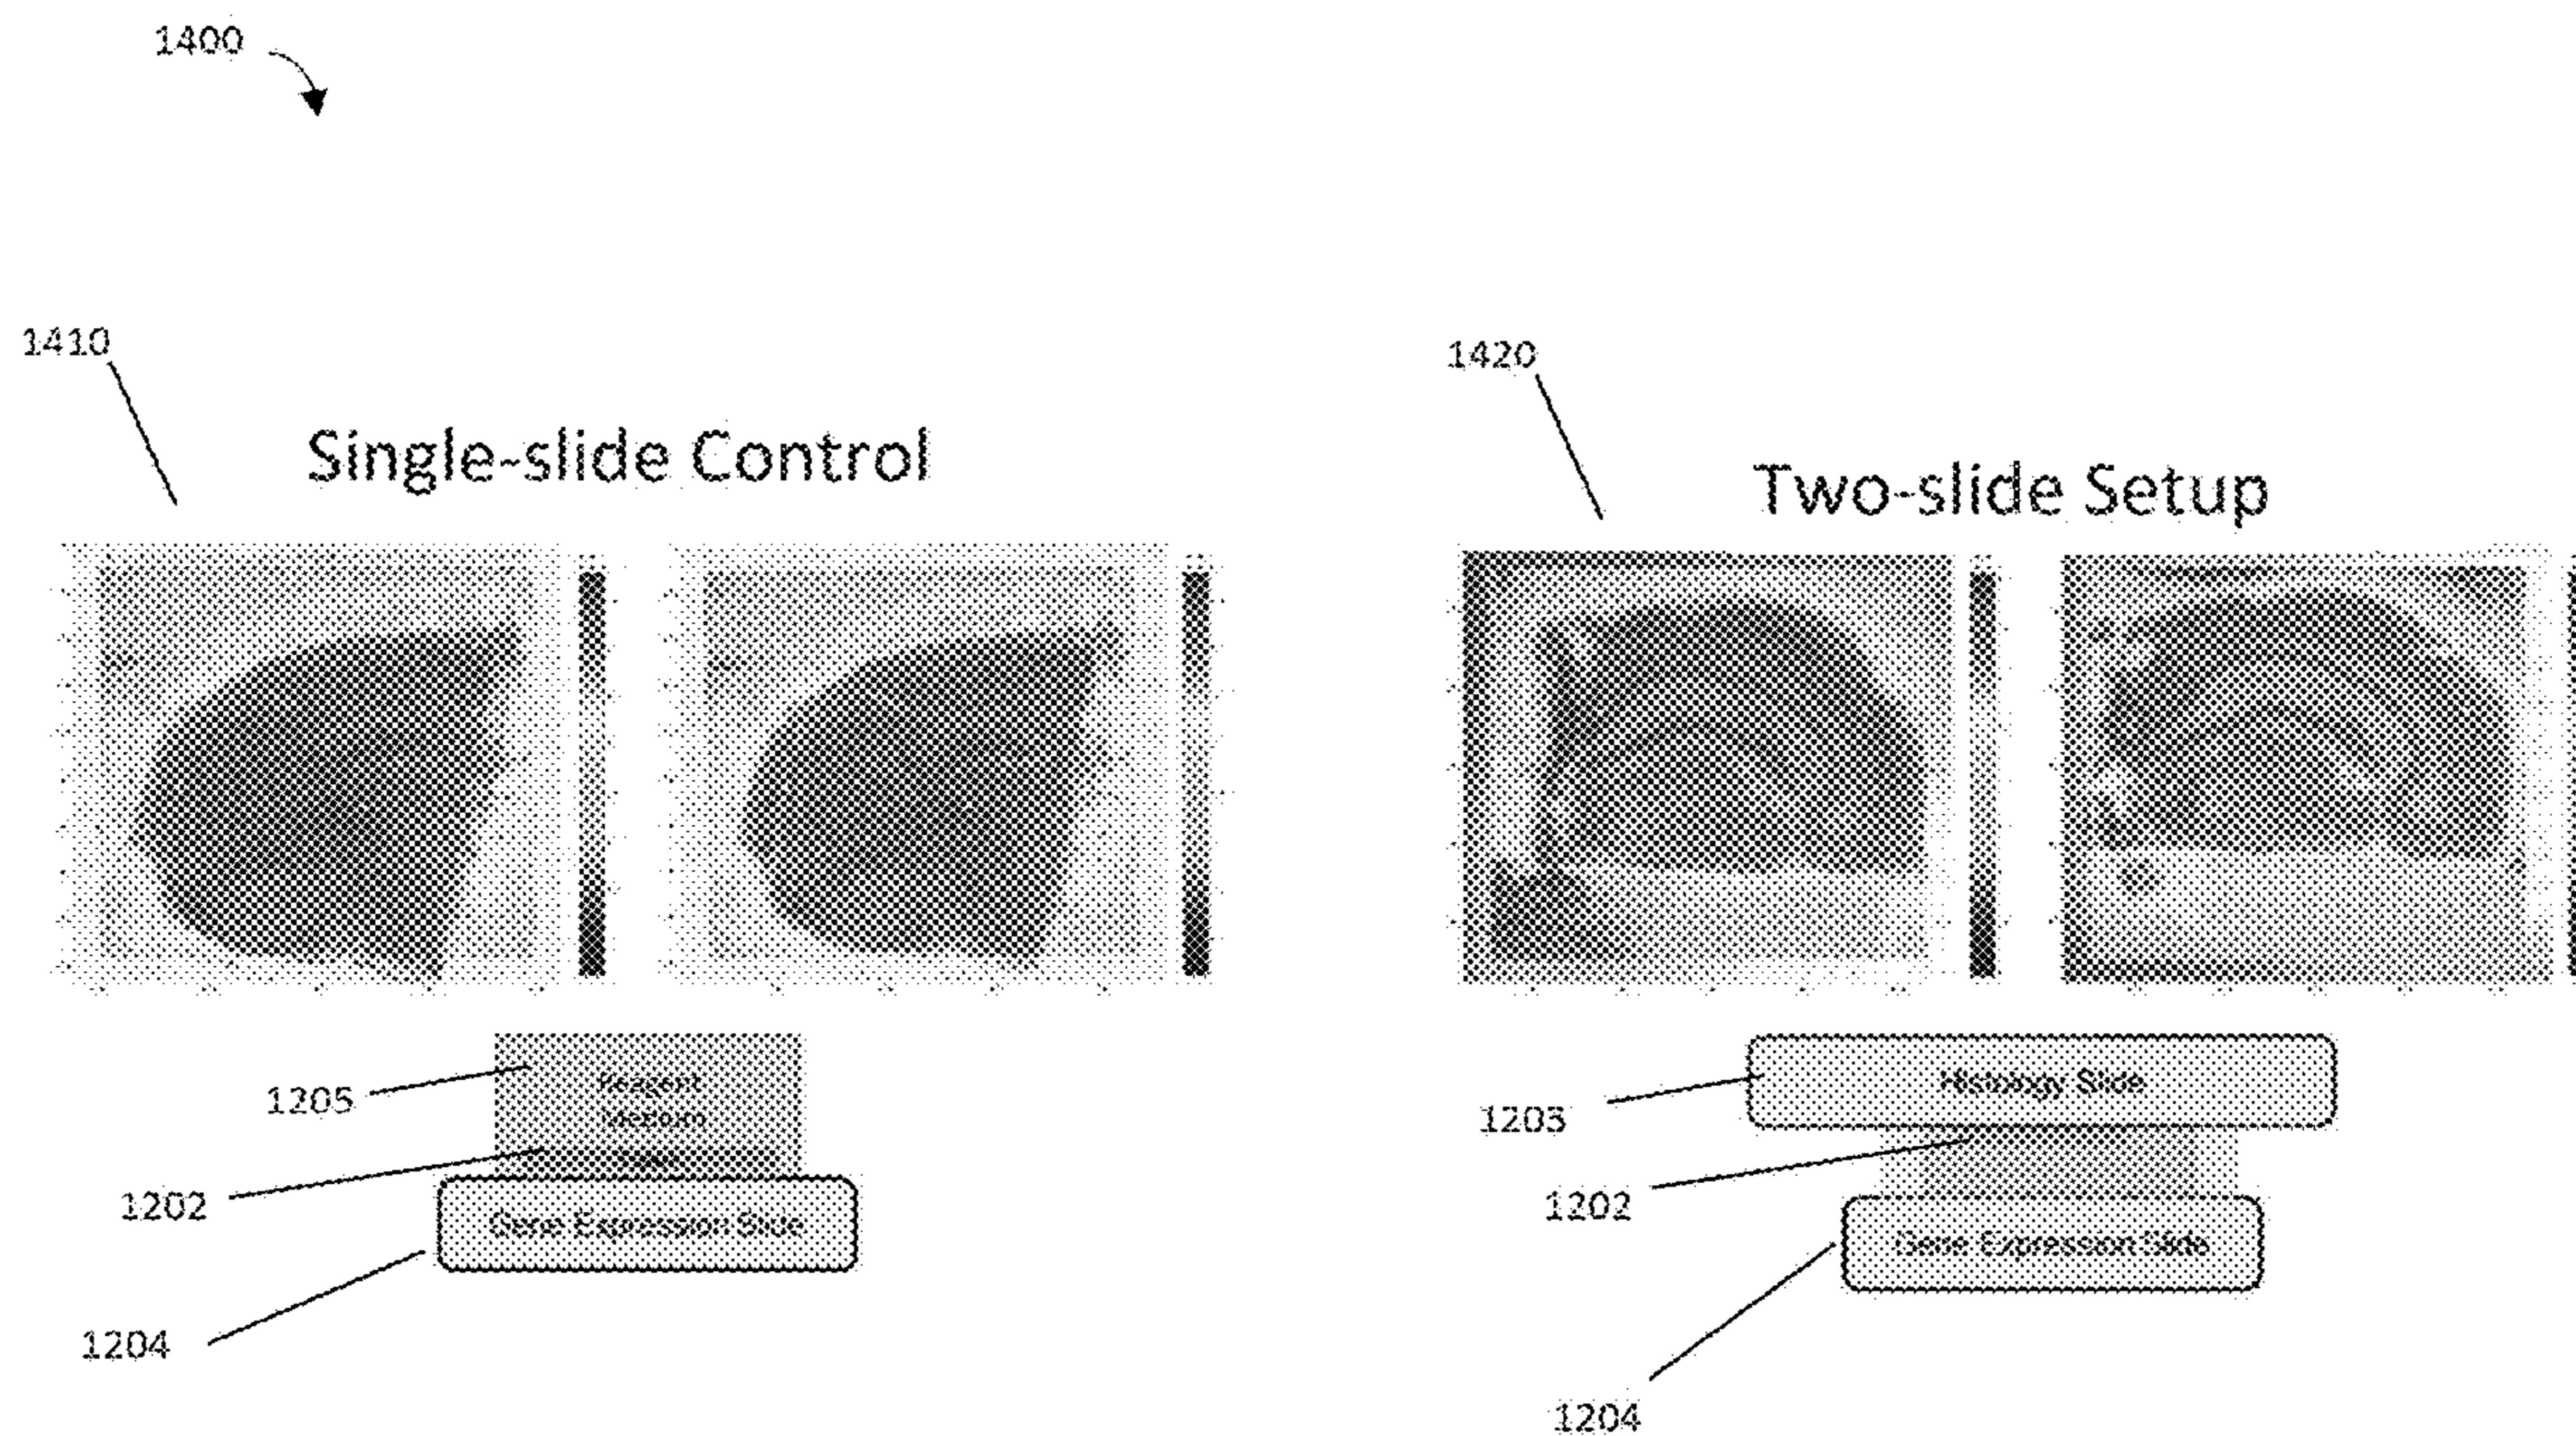 1400
1410
Single-slide Control
1205
Reagent
Medium
1202
Gene Expression Slide
1204
1420
Two-slide Setup
Histology Slide
1203
1202
Gene Expression Slide
1204